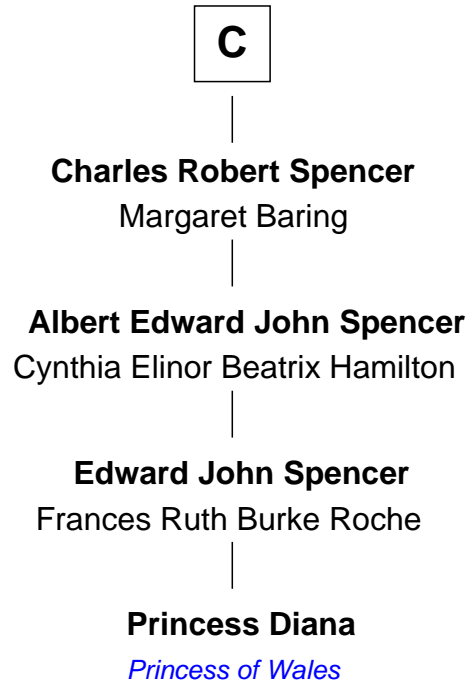 C
Charles Robert Spencer
Margaret Baring
Albert Edward John Spencer
Cynthia Elinor Beatrix Hamilton
Edward John Spencer
Frances Ruth Burke Roche
Princess Diana
Princess of Wales